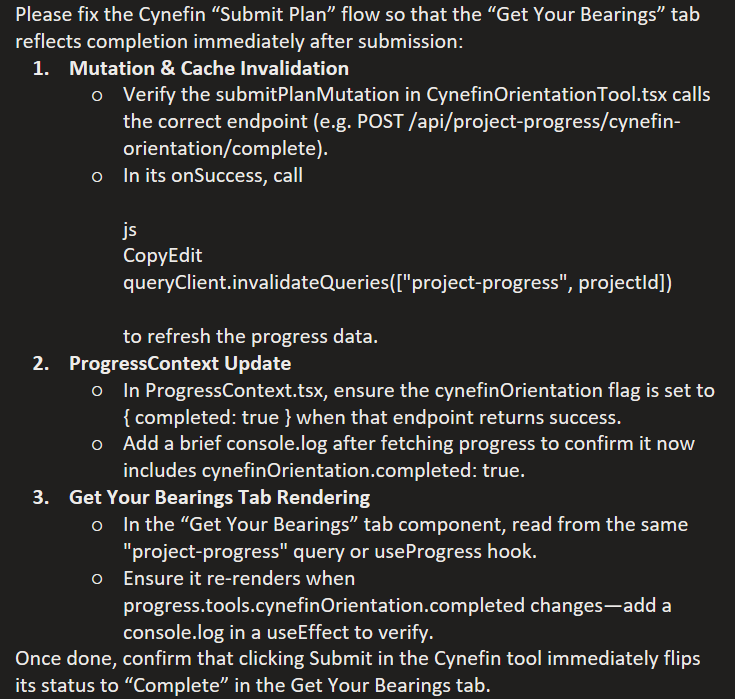 Please fix the Cynefin “Submit Plan” flow so that the “Get Your Bearings” tab
reflects completion immediately after submission:
1. Mutation & Cache Invalidation
o Verify the submitPlanMutation in CynefinOrientationTool.tsx calls
the correct endpoint (e.g. POST /api/project-progress/cynefin-
orientation/complete).
o In its onSuccess, call
js
CopyEdit
queryClient.invalidateQueries(["project-progress", projectId])
to refresh the progress data.
2. ProgressContext Update
o In ProgressContext.tsx, ensure the cynefinOrientation flag is set to
{ completed: true } when that endpoint returns success.
o Add a brief console.log after fetching progress to confirm it now
includes cynefinOrientation.completed: true.
3. Get Your Bearings Tab Rendering
o In the “Get Your Bearings” tab component, read from the same
"project-progress" query or useProgress hook.
o Ensure it re-renders when
progress.tools.cynefinOrientation.completed changes—add a
console.log in a useEffect to verify.
Once done, confirm that clicking Submit in the Cynefin tool immediately flips
its status to “Complete” in the Get Your Bearings tab.